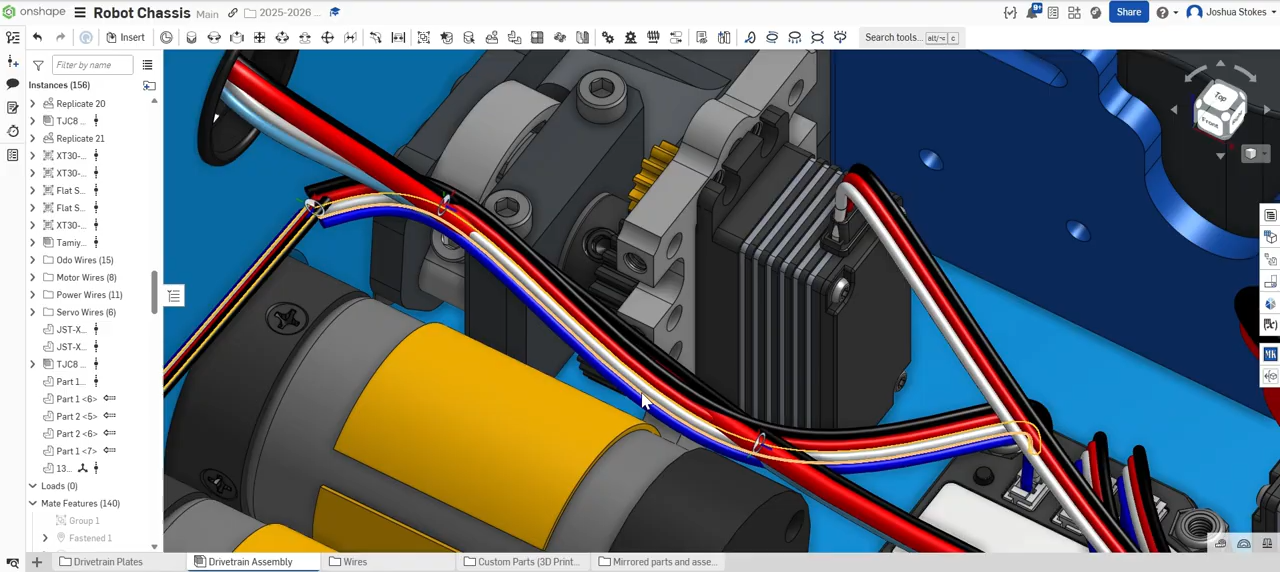 onshape Robot Chassis Main 2025-2026 ... 9+ Share Joshua Stokes
Insert Search tools... alt/⌥ c
Filter by name
Instances (156)
Replicate 20
TJC8 ...
Replicate 21
XT30-...
XT30-...
Flat S...
Flat S...
XT30-...
Tamiy...
Odo Wires (15)
Motor Wires (8)
Power Wires (11)
Servo Wires (6)
JST-X...
JST-X...
TJC8 ...
Part 1...
Part 1 <6>
Part 2 <5>
Part 2 <6>
Part 1 <7>
13...
Loads (0)
Mate Features (140)
Group 1
Fastened 1
Top
Front
Drivetrain Plates
Drivetrain Assembly
Wires
Custom Parts (3D Print...
Mirrored parts and asse...